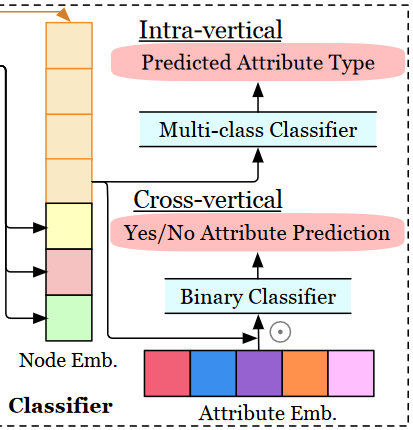 Intra-vertical
Predicted Attribute Type
Multi-class Classifier
Cross-vertical
Yes/No Attribute Prediction
Binary Classifier
Node Emb.
Classifier
Attribute Emb.